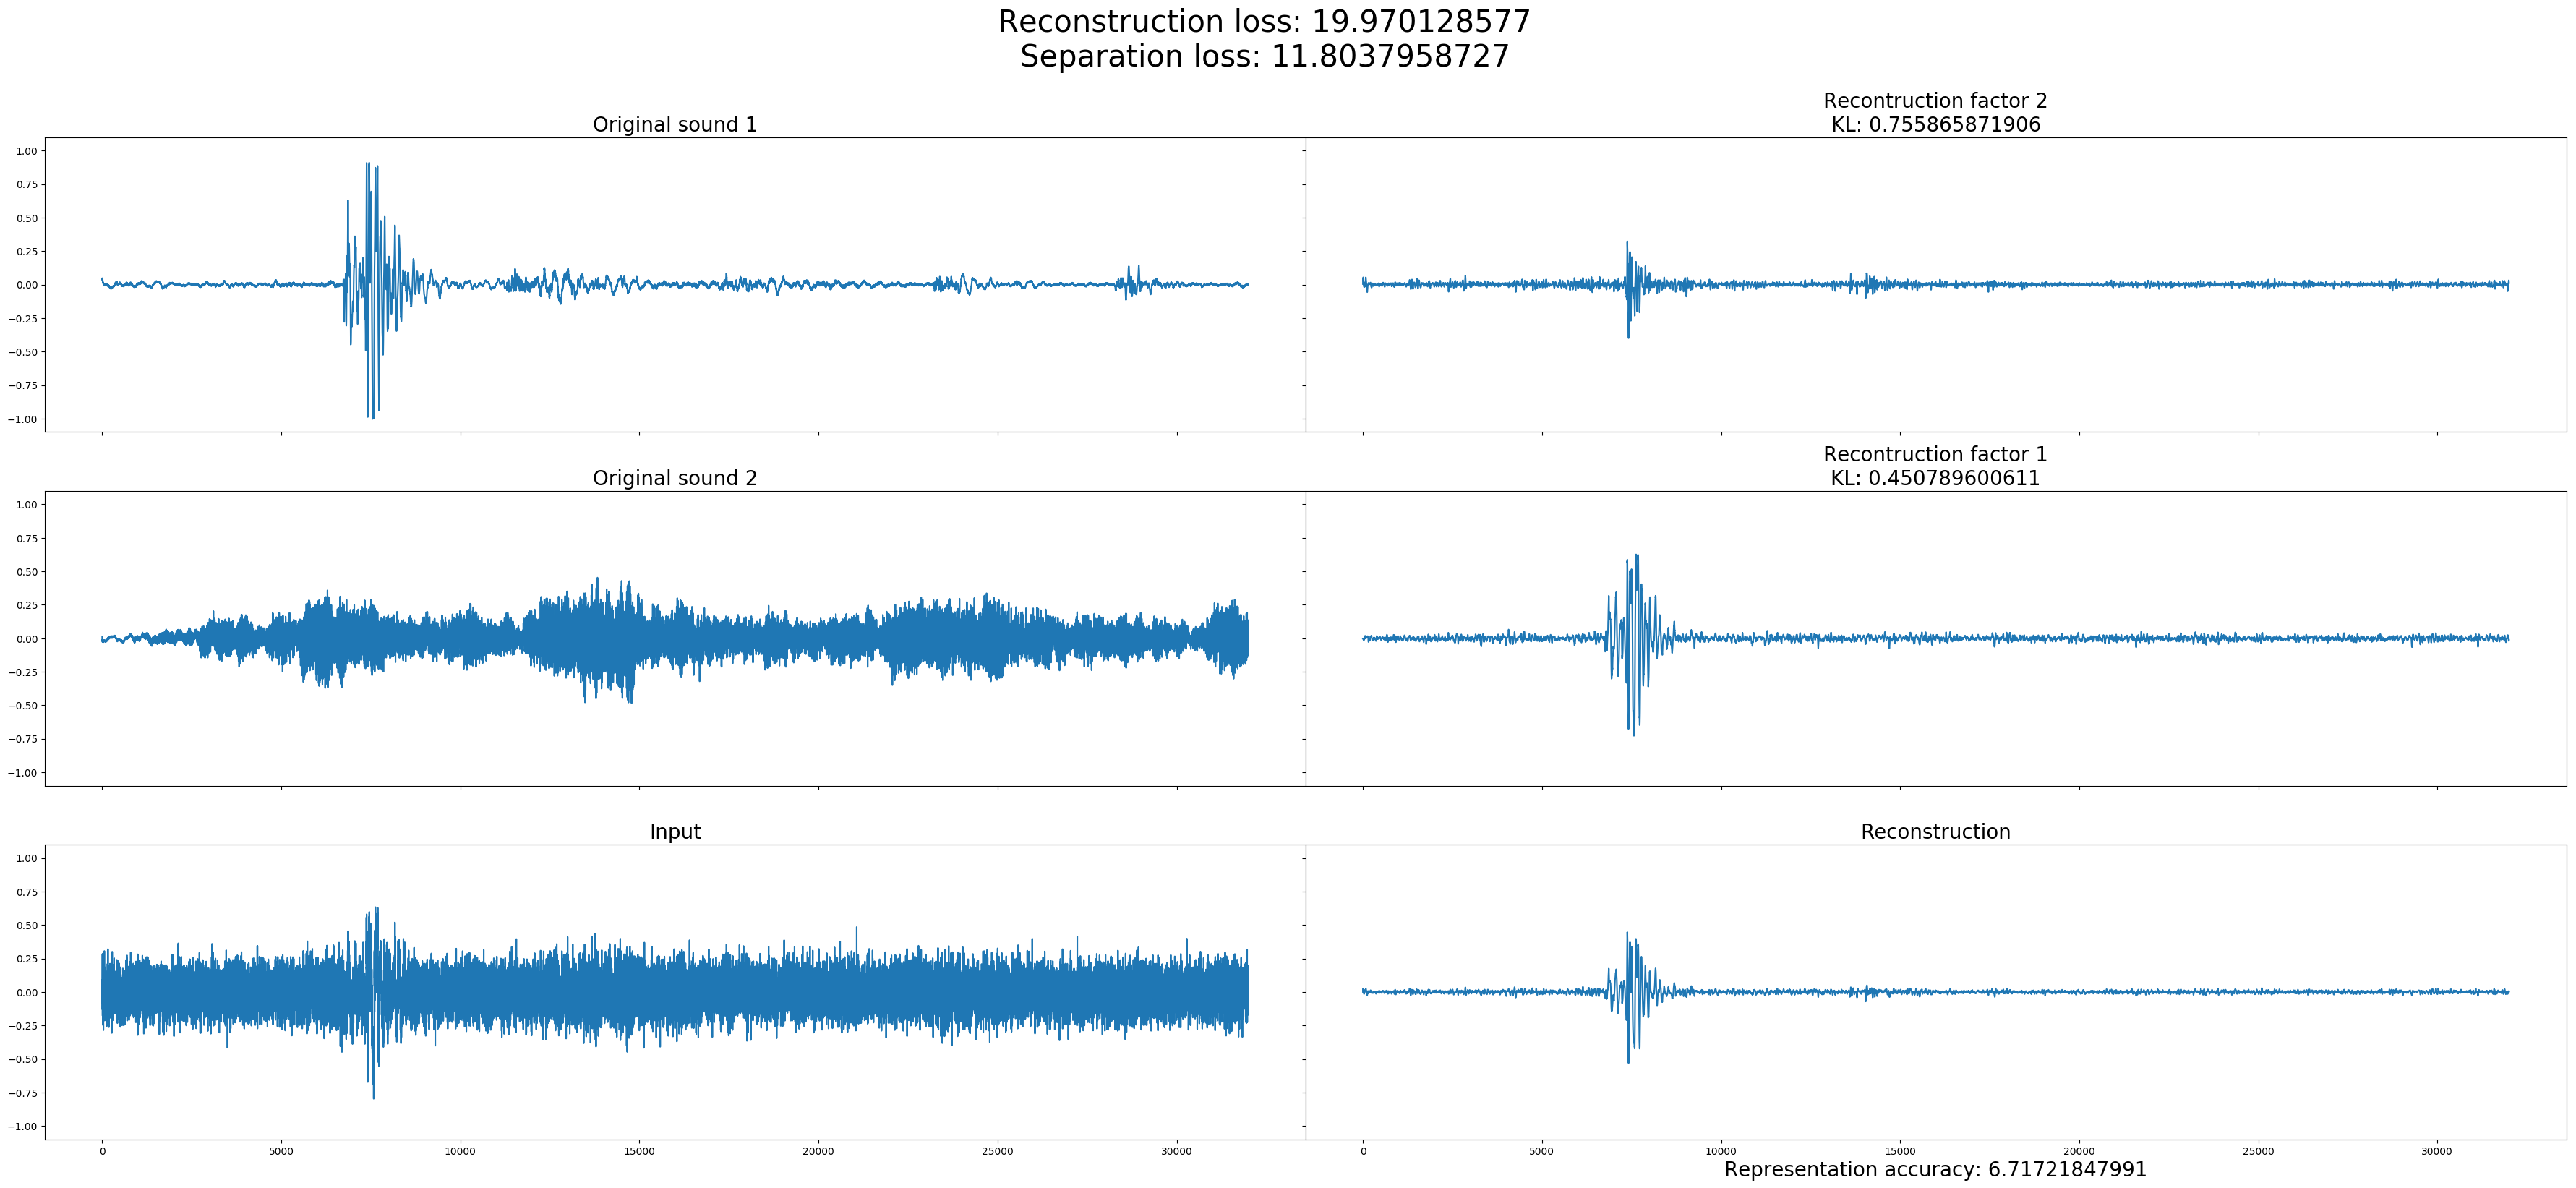 Reconstruction loss: 19.970128577
Separation loss: 11.8037958727
Original sound 1
Recontruction factor 2
KL: 0.755865871906
1.00
0.75
0.50
0.25
0.00
−0.25
−0.50
−0.75
−1.00
Original sound 2
Recontruction factor 1
KL: 0.450789600611
1.00
0.75
0.50
0.25
0.00
−0.25
−0.50
−0.75
−1.00
Input
Reconstruction
1.00
0.75
0.50
0.25
0.00
−0.25
−0.50
−0.75
−1.00
0 5000 10000 15000 20000 25000 30000
0 5000 10000 15000 20000 25000 30000
Representation accuracy: 6.71721847991